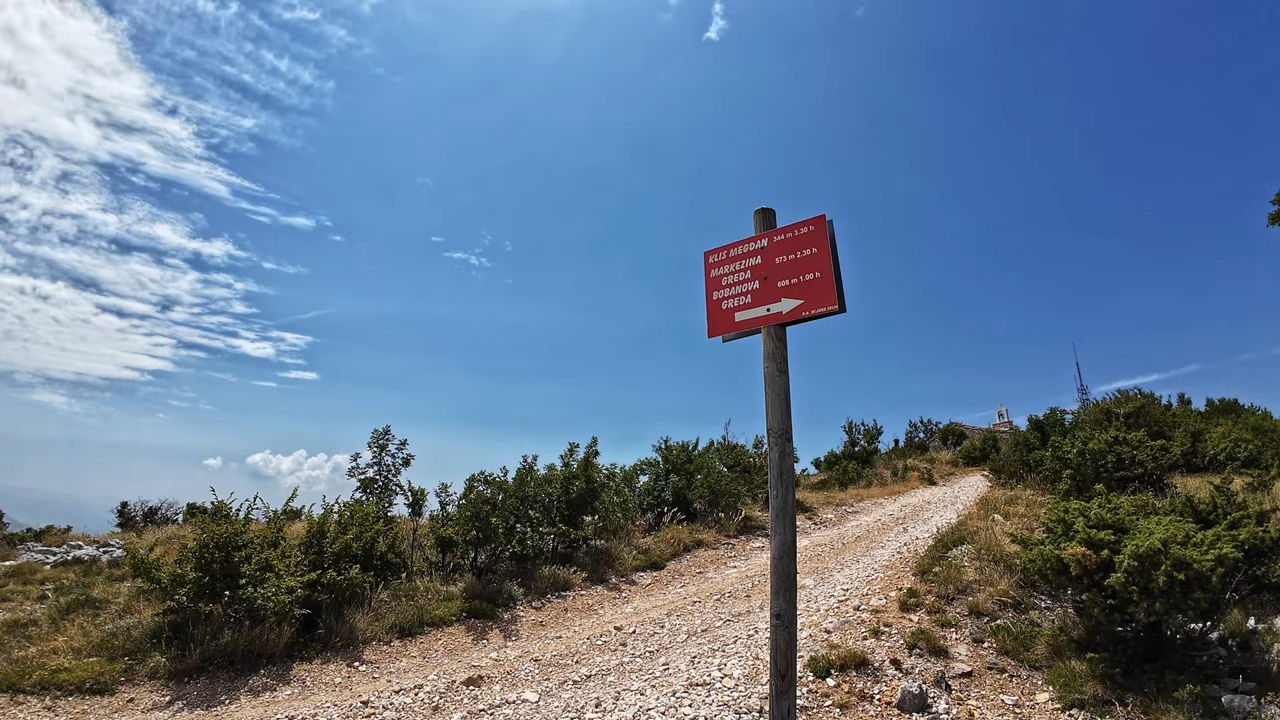 KLIS MEGDAN 344 m 3.30 h
MARKEZINA 573 m 2.30 h
GREDA
BOBANOVA 608 m 1.00 h
GREDA